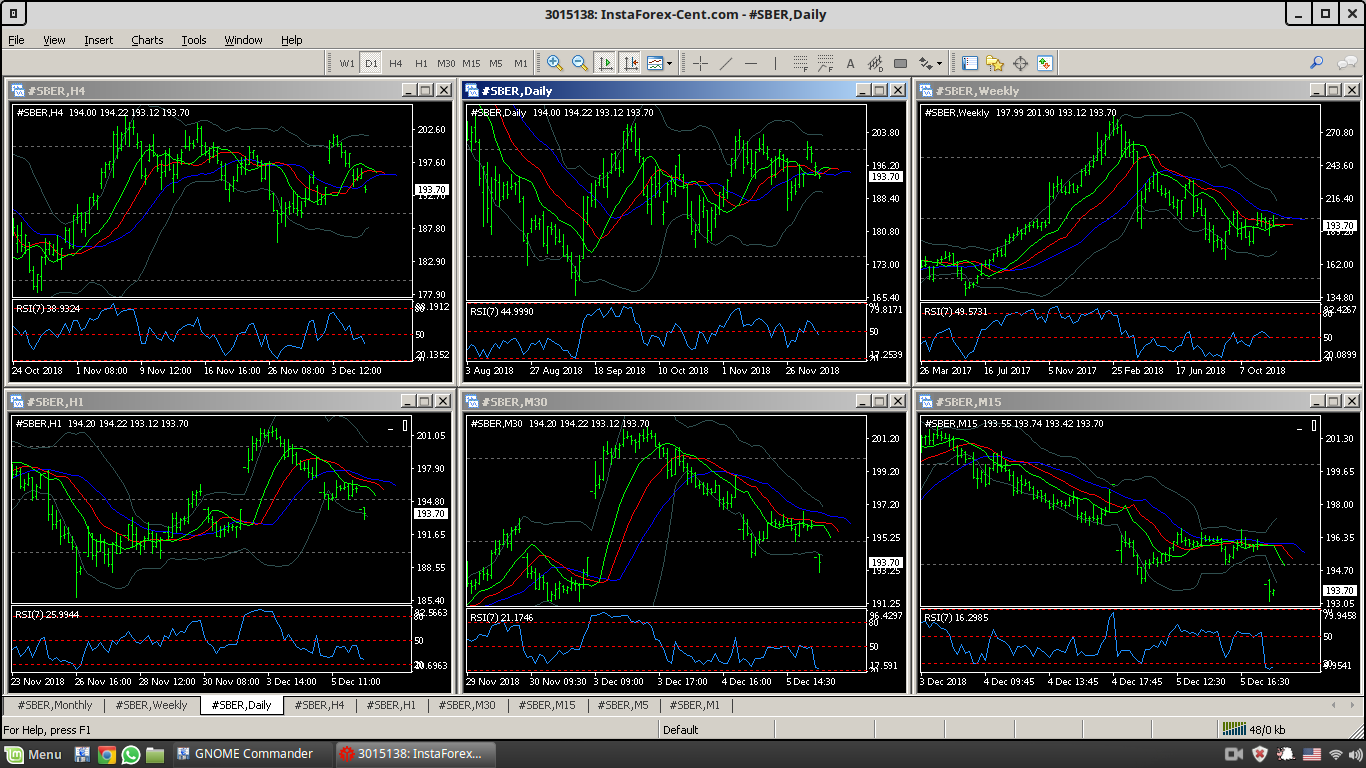 3015138: InstaForex-Cent.com - #SBER,Daily
File View Insert Charts Tools Window Help
W1 D1 H4 H1 M30 M15 M5 M1 A
#SBER,H4
#SBER,H4 194.00 194.22 193.12 193.70
202.60
197.60
193.70
192.70
187.80
182.90
177.90
RSI(7) 38.9324
50
20.1352
24 Oct 2018 1 Nov 08:00 9 Nov 12:00 16 Nov 16:00 26 Nov 08:00 3 Dec 12:00
#SBER,Daily
#SBER,Daily 194.00 194.22 193.12 193.70
203.80
196.20
193.70
188.40
180.80
173.00
165.40
RSI(7) 44.9990
79.8171
50
17.2539
3 Aug 2018 27 Aug 2018 18 Sep 2018 10 Oct 2018 1 Nov 2018 26 Nov 2018
#SBER,Weekly
#SBER,Weekly 197.99 201.90 193.12 193.70
270.80
243.60
216.40
193.70
162.00
134.80
RSI(7) 49.5731
50
20.0899
26 Mar 2017 16 Jul 2017 5 Nov 2017 25 Feb 2018 17 Jun 2018 7 Oct 2018
#SBER,H1
#SBER,H1 194.20 194.22 193.12 193.70
201.05
197.90
194.80
193.70
191.65
188.55
185.40
RSI(7) 25.9944
82.5663
80
50
23 Nov 2018 26 Nov 16:00 28 Nov 12:00 30 Nov 08:00 3 Dec 14:00 5 Dec 11:00
#SBER,M30
#SBER,M30 194.20 194.22 193.12 193.70
201.20
199.20
197.20
195.25
193.70
193.25
191.25
RSI(7) 21.1746
86.4297
80
50
17.591
29 Nov 2018 30 Nov 09:30 3 Dec 09:00 3 Dec 17:00 4 Dec 16:00 5 Dec 14:30
#SBER,M15
#SBER,M15 193.55 193.74 193.42 193.70
201.30
199.65
198.00
196.35
194.70
193.70
193.05
RSI(7) 16.2985
79.9458
50
3 Dec 2018 4 Dec 09:45 4 Dec 13:45 4 Dec 17:45 5 Dec 12:30 5 Dec 16:30
#SBER,Monthly #SBER,Weekly #SBER,Daily #SBER,H4 #SBER,H1 #SBER,M30 #SBER,M15 #SBER,M5 #SBER,M1
For Help, press F1 Default 48/0 kb
Menu GNOME Commander 3015138: InstaForex...